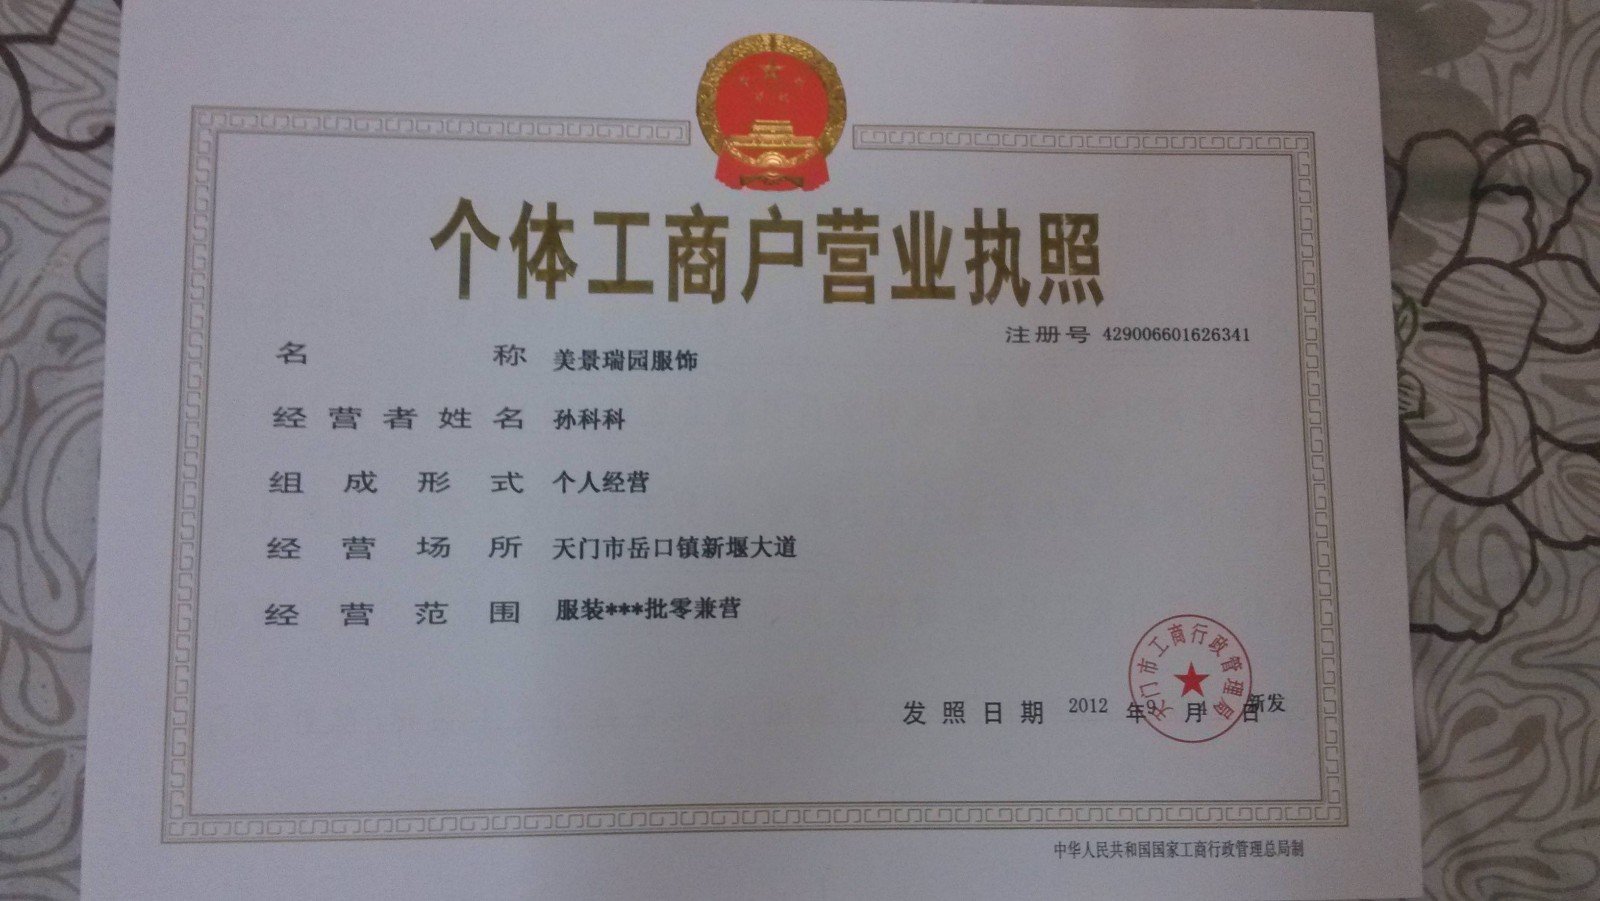 个体工商户营业执照
注册号 429006601626341
名称 美景瑞园服饰
经营者姓名 孙科科
组成形式 个人经营
经营场所 天门市岳口镇新堰大道
经营范围 服装***批零兼营
天门市工商行政管理局
发照日期 2012 年 9 月 4 日 新发
中华人民共和国国家工商行政管理总局制